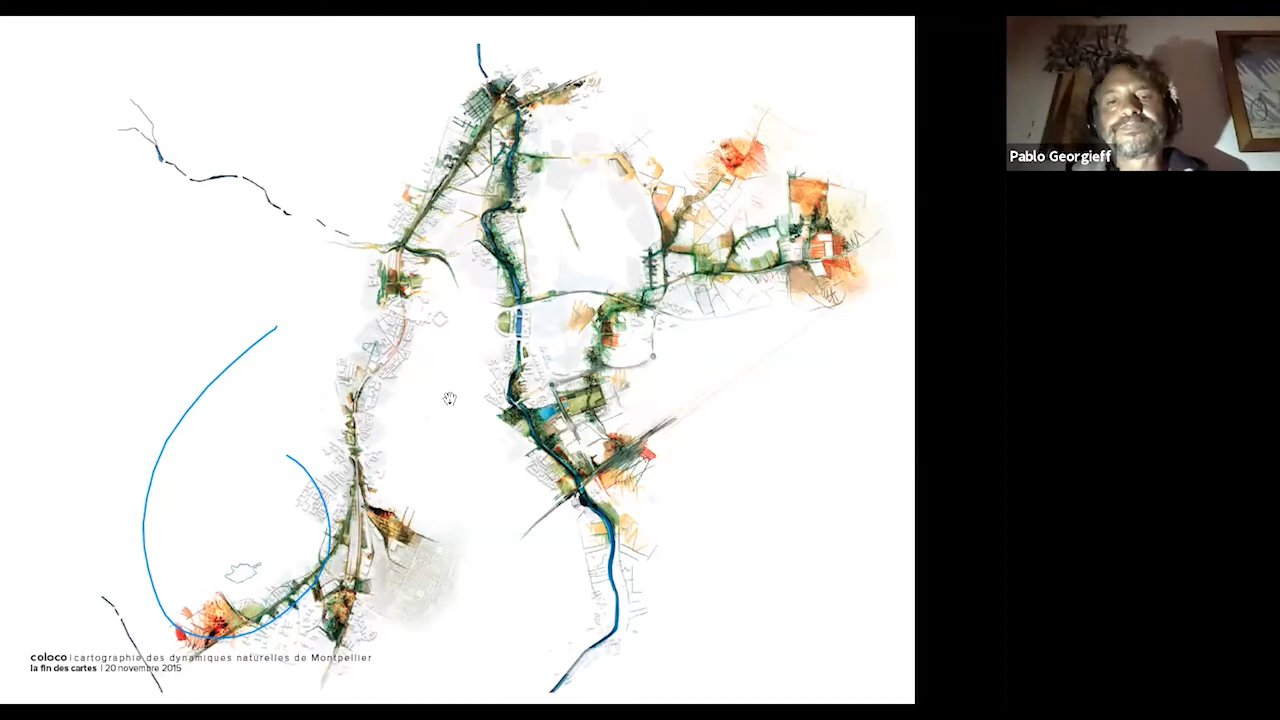 Pablo Georgieff
coloco | cartographie des dynamiques naturelles de Montpellier
la fin des cartes | 20 novembre 2015